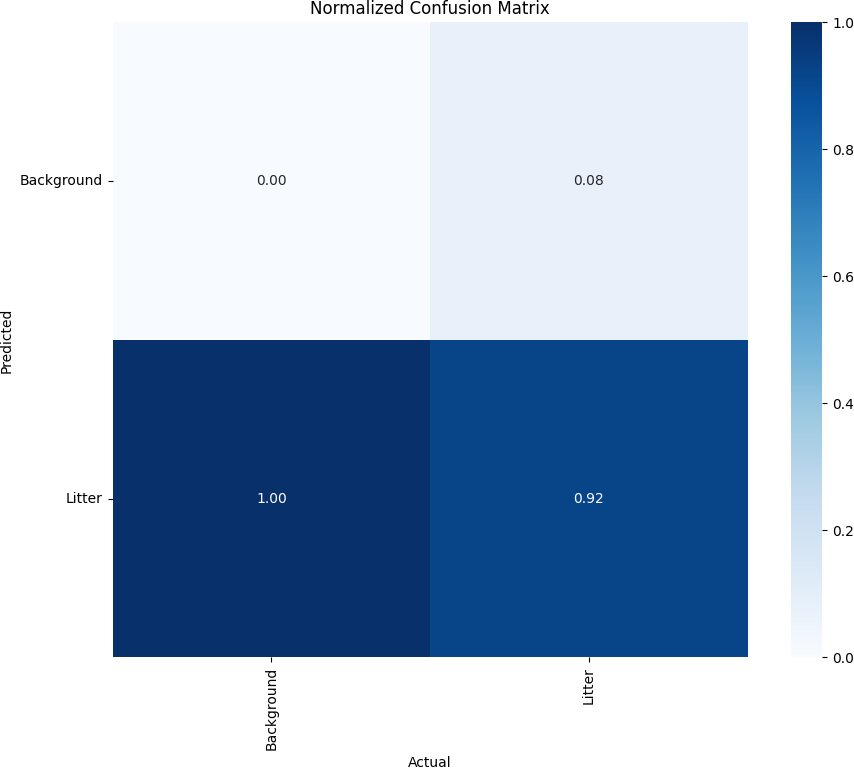 Normalized Confusion Matrix
Background
0.00
0.08
Litter
1.00
0.92
Predicted
Background
Litter
Actual
1.0
0.8
0.6
0.4
0.2
0.0